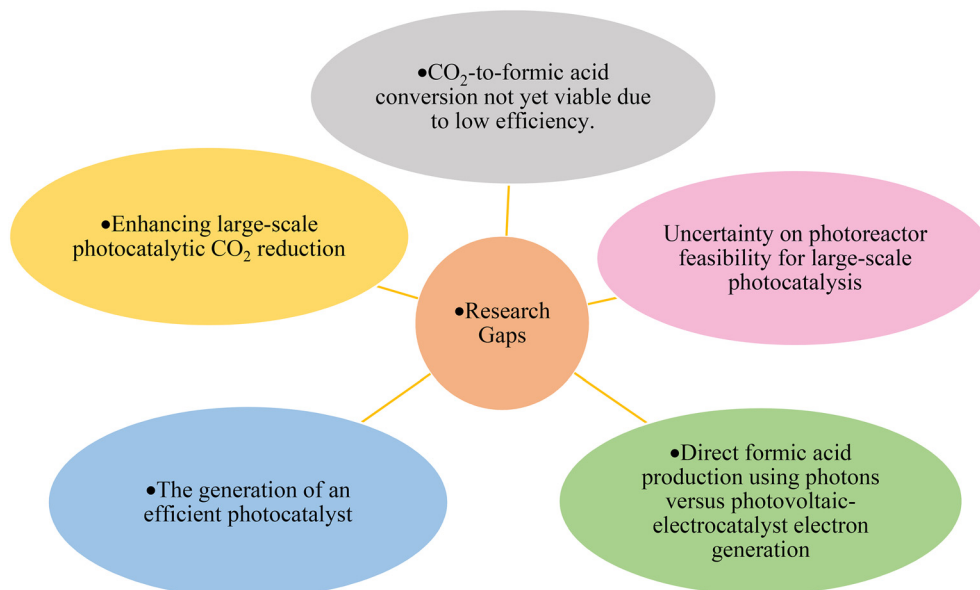 •CO₂-to-formic acid
conversion not yet viable due
to low efficiency.
•Enhancing large-scale
photocatalytic CO₂ reduction
Uncertainty on photoreactor
feasibility for large-scale
photocatalysis
•Research
Gaps
•The generation of an
efficient photocatalyst
•Direct formic acid
production using photons
versus photovoltaic-
electrocatalyst electron
generation